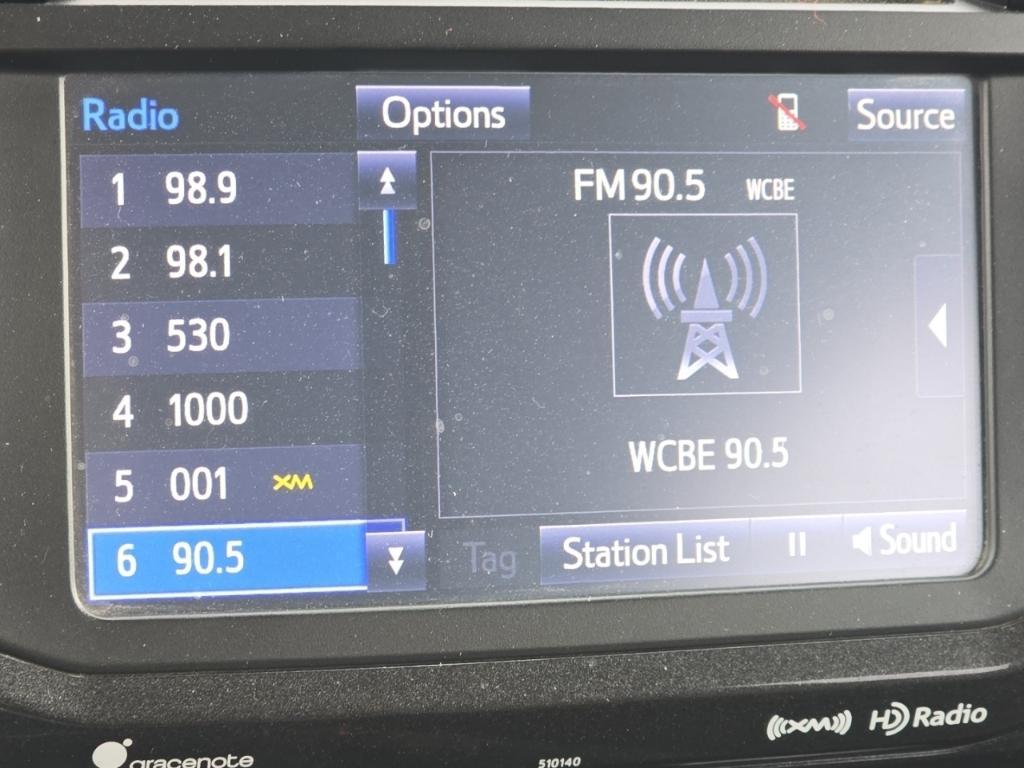 Radio Options Source
1 98.9
2 98.1
3 530
4 1000
5 001 XM
6 90.5
FM 90.5 WCBE
WCBE 90.5
Tag Station List Sound
XM HD Radio
gracenote 510140